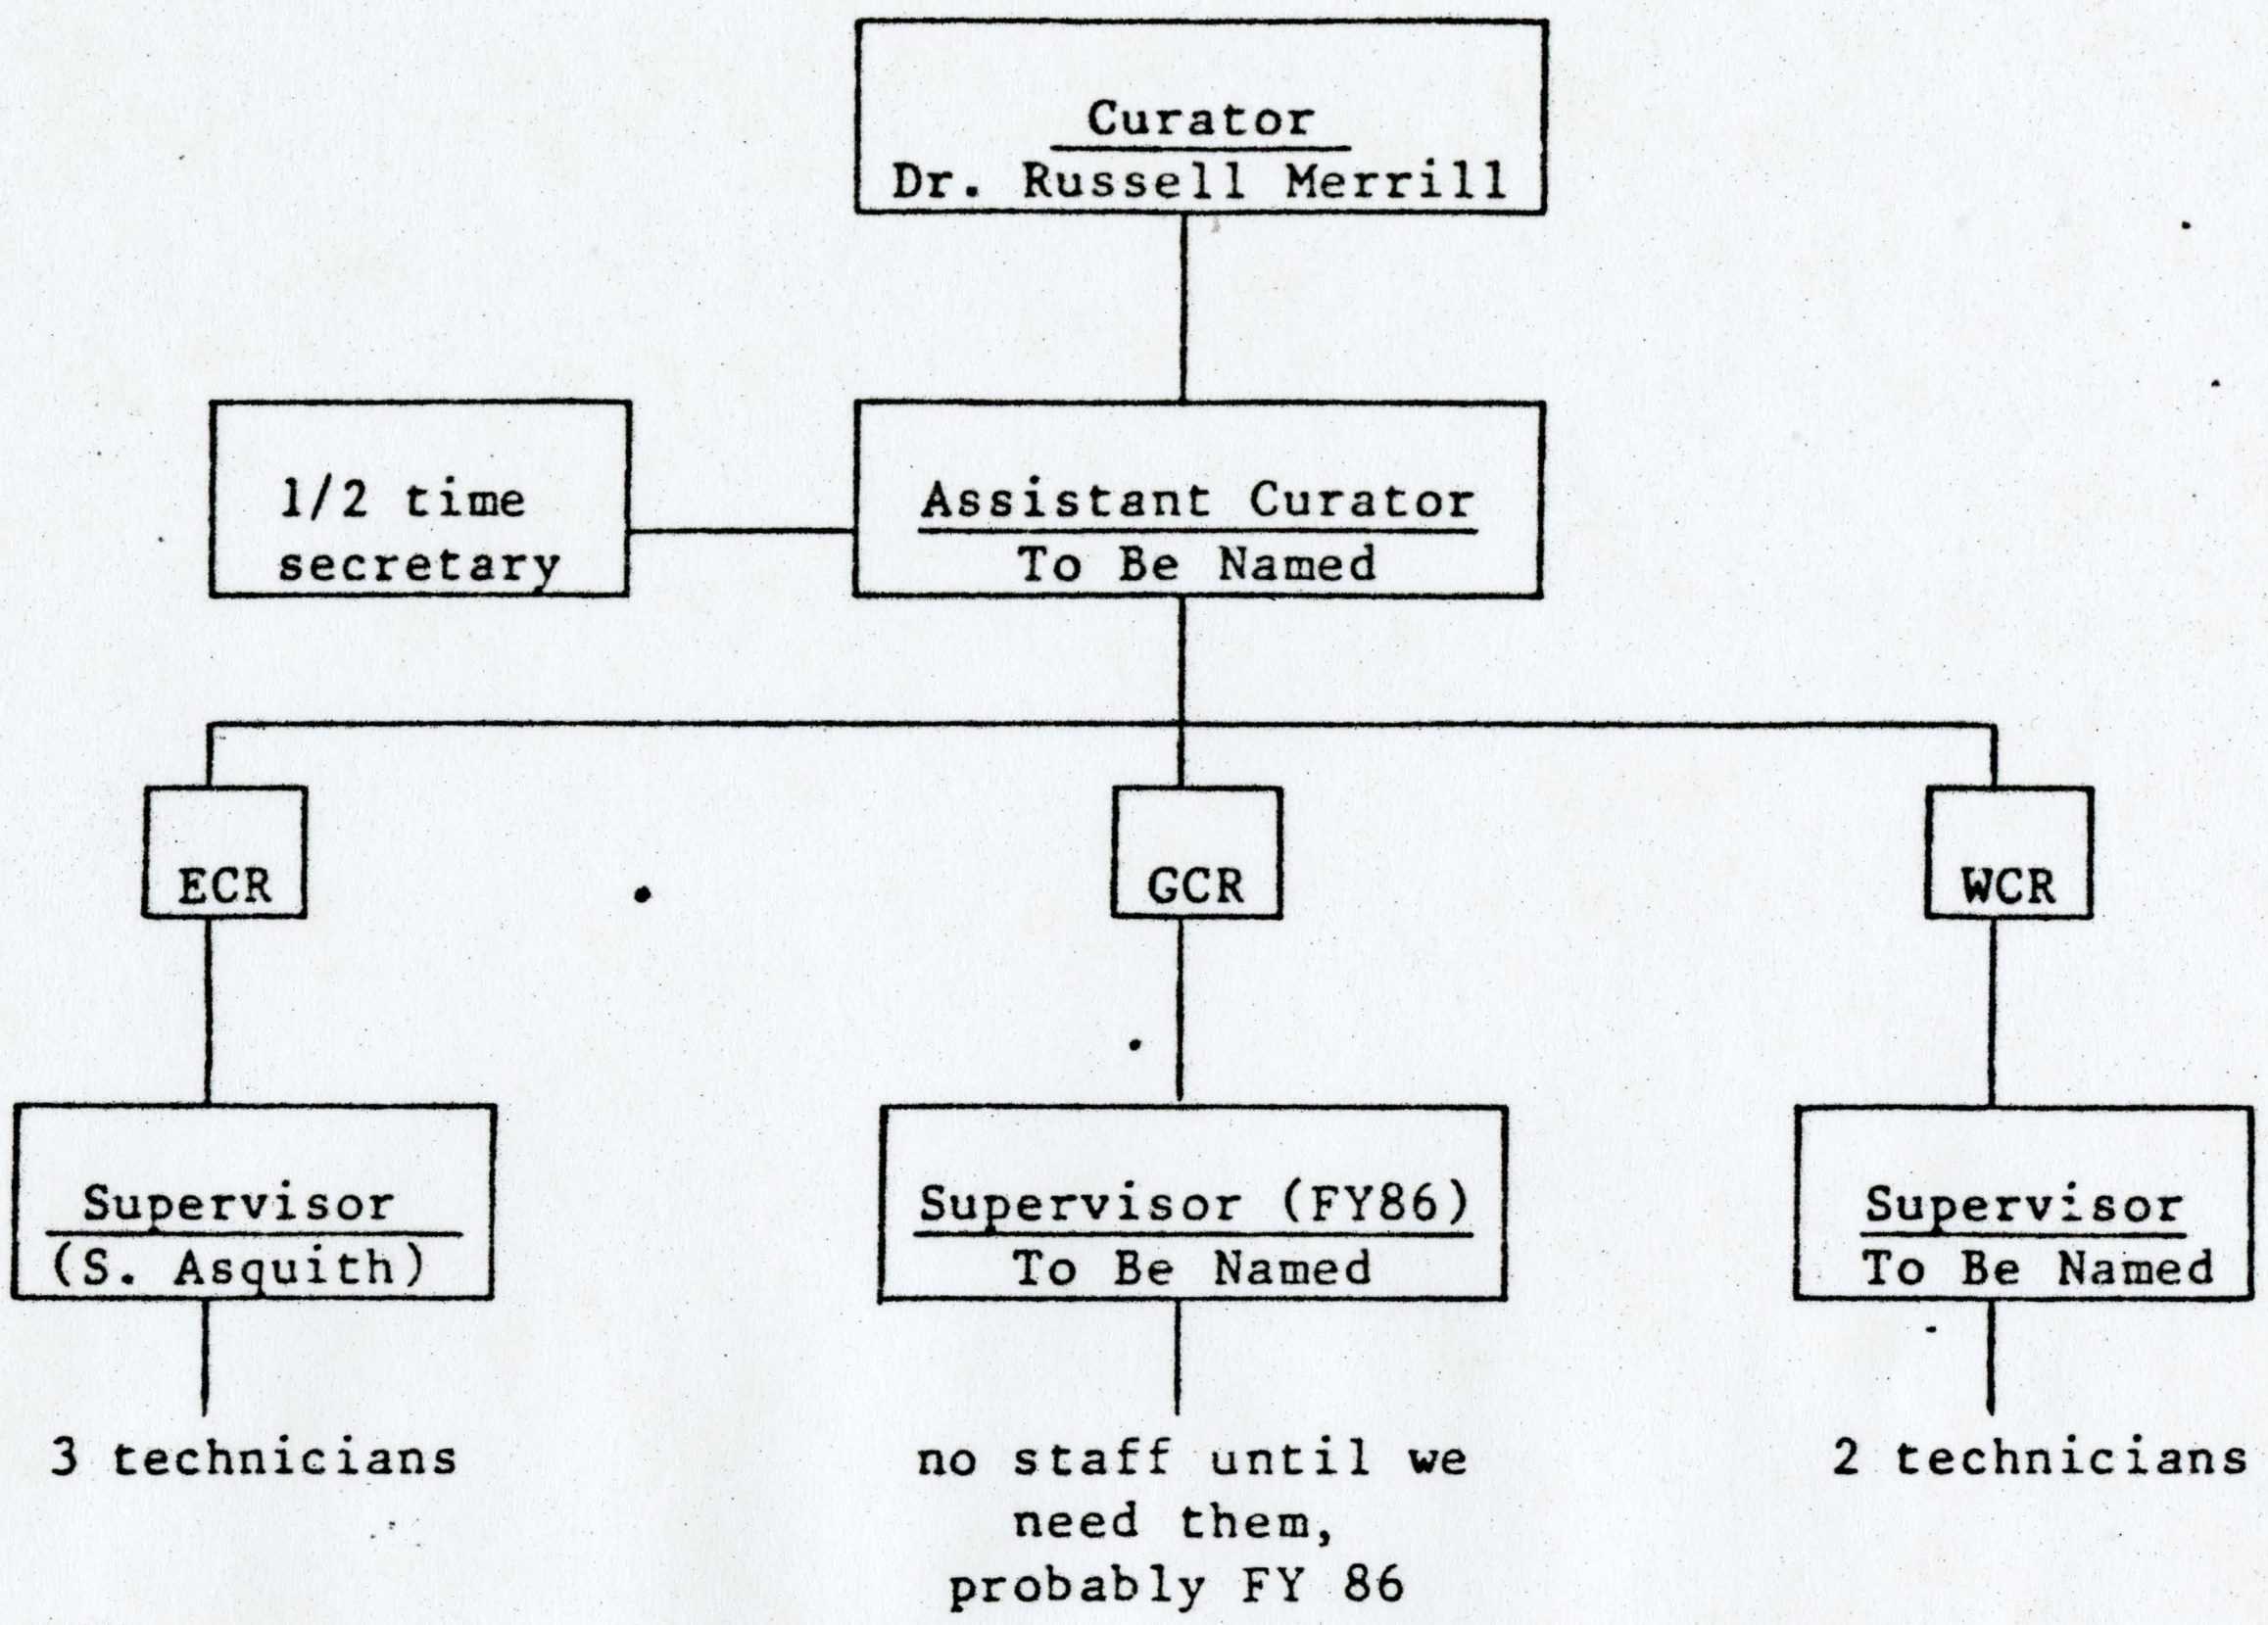 Curator
Dr. Russell Merrill
1/2 time
secretary
Assistant Curator
To Be Named
ECR
GCR
WCR
Supervisor
(S. Asquith)
Supervisor (FY86)
To Be Named
Supervisor
To Be Named
3 technicians
no staff until we
need them,
probably FY 86
2 technicians